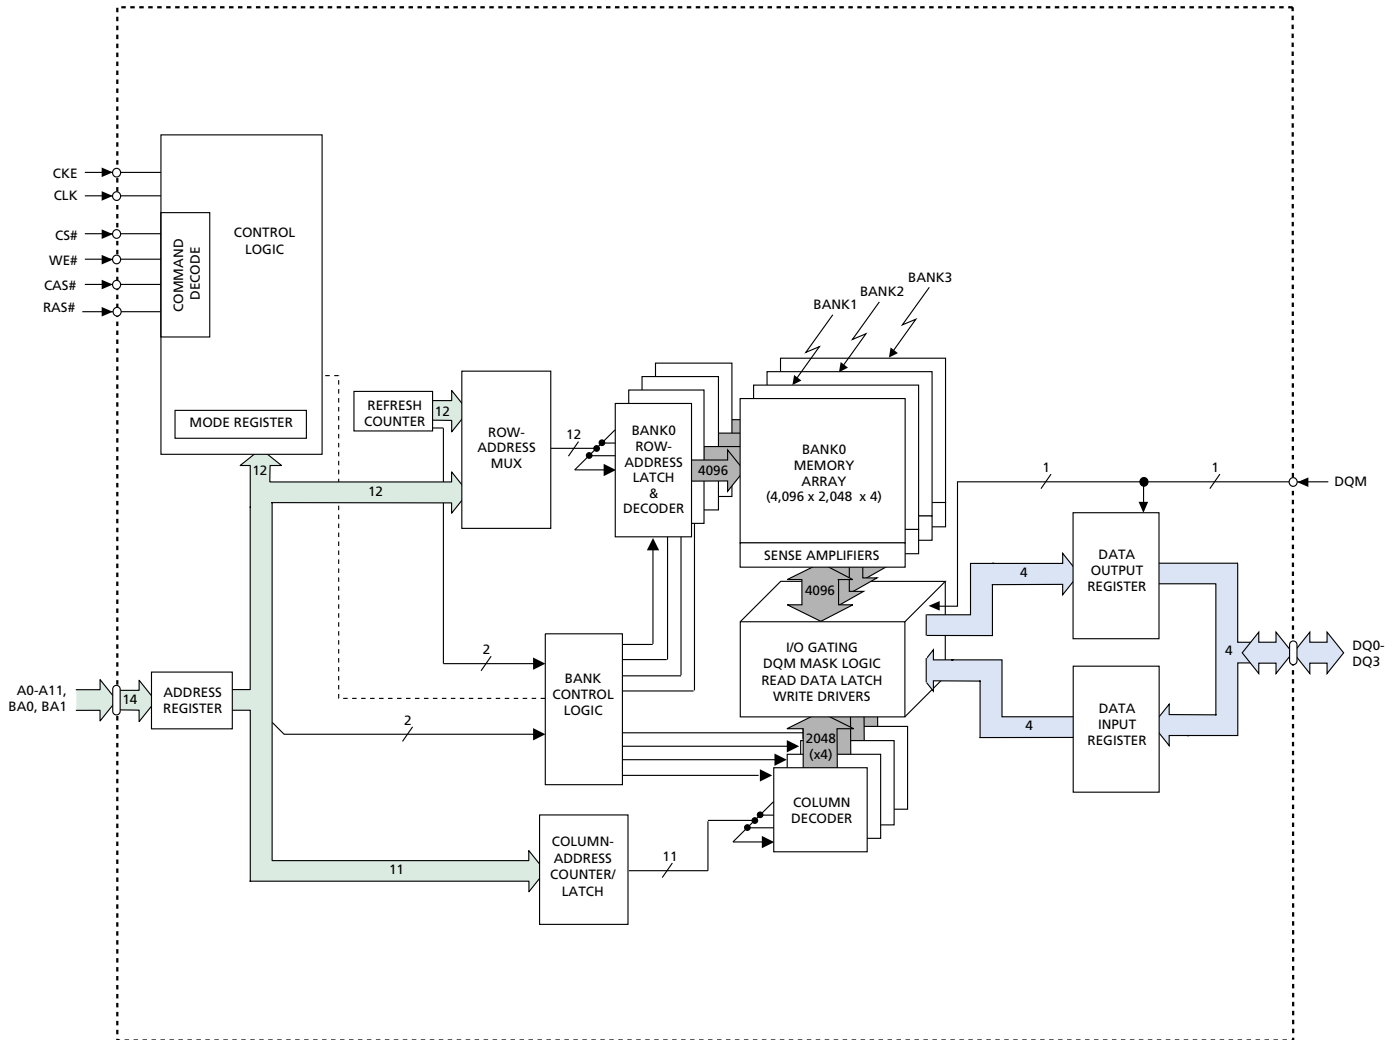 CKE
CLK
CS#
WE#
CAS#
RAS#
COMMAND
DECODE
CONTROL
LOGIC
MODE REGISTER
12
BANK1
BANK2
BANK3
REFRESH
COUNTER
12
12
ROW-
ADDRESS
MUX
12
BANK0
ROW-
ADDRESS
LATCH
&
DECODER
4096
BANK0
MEMORY
ARRAY
(4,096 x 2,048 x 4)
SENSE AMPLIFIERS
4096
I/O GATING
DQM MASK LOGIC
READ DATA LATCH
WRITE DRIVERS
1
1
DQM
DATA
OUTPUT
REGISTER
4
4
DQ0-
DQ3
DATA
INPUT
REGISTER
4
A0-A11,
BA0, BA1
14
ADDRESS
REGISTER
2
2
BANK
CONTROL
LOGIC
2048
(x4)
COLUMN
DECODER
11
COLUMN-
ADDRESS
COUNTER/
LATCH
11